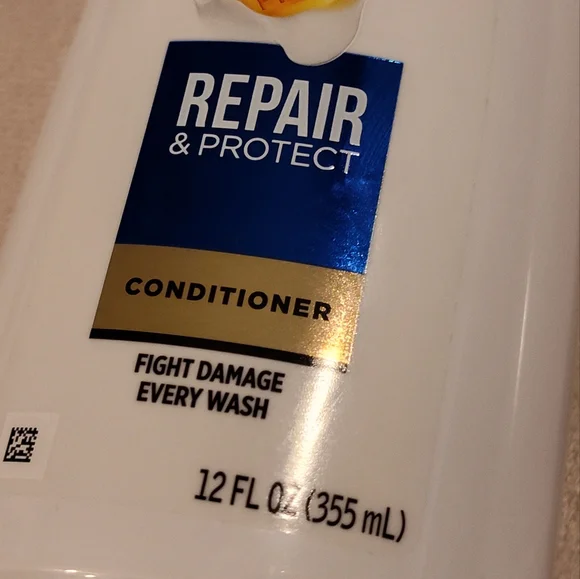 REPAIR
& PROTECT
CONDITIONER
FIGHT DAMAGE
EVERY WASH
12 FL OZ (355 mL)